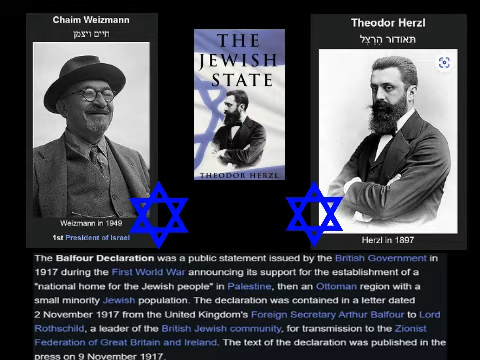 Chaim Weizmann
חיים ויצמן
Weizmann in 1949
1st President of Israel
THE
JEWISH
STATE
THEODOR HERZL
Theodor Herzl
תאודור הֶרְצְל
Herzl in 1897
The Balfour Declaration was a public statement issued by the British Government in
1917 during the First World War announcing its support for the establishment of a
"national home for the Jewish people" in Palestine, then an Ottoman region with a
small minority Jewish population. The declaration was contained in a letter dated
2 November 1917 from the United Kingdom's Foreign Secretary Arthur Balfour to Lord
Rothschild, a leader of the British Jewish community, for transmission to the Zionist
Federation of Great Britain and Ireland. The text of the declaration was published in the
press on 9 November 1917.